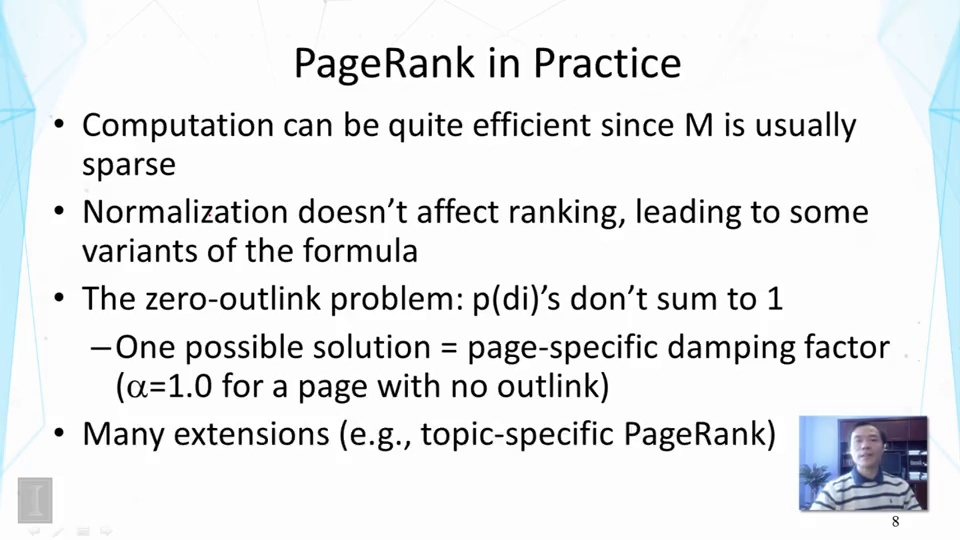 PageRank in Practice
• Computation can be quite efficient since M is usually
sparse
• Normalization doesn't affect ranking, leading to some
variants of the formula
• The zero-outlink problem: p(di)'s don't sum to 1
–One possible solution = page-specific damping factor
(α=1.0 for a page with no outlink)
• Many extensions (e.g., topic-specific PageRank)
I
8